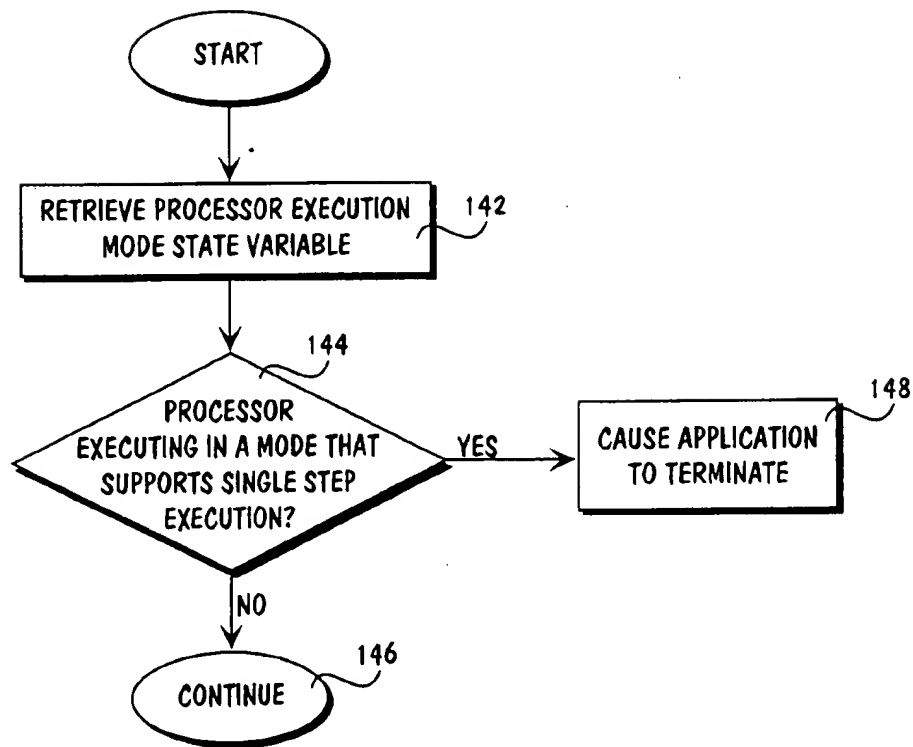 START
RETRIEVE PROCESSOR EXECUTION
MODE STATE VARIABLE
142
144
PROCESSOR
EXECUTING IN A MODE THAT
SUPPORTS SINGLE STEP
EXECUTION?
YES
CAUSE APPLICATION
TO TERMINATE
148
NO
CONTINUE
146